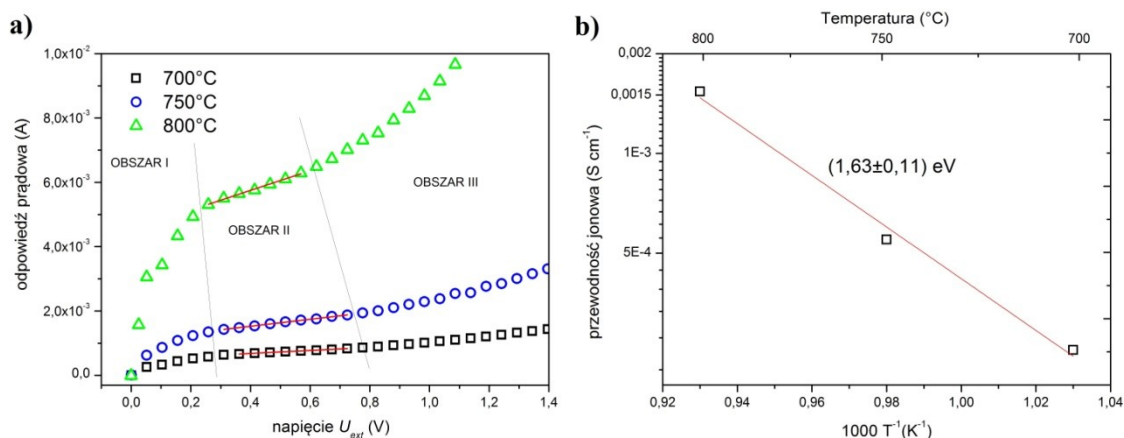 a)
1,0x10⁻²
8,0x10⁻³
6,0x10⁻³
4,0x10⁻³
2,0x10⁻³
0,0
odpowiedź prądowa (A)
700°C
750°C
800°C
OBSZAR I
OBSZAR II
OBSZAR III
0,0 0,2 0,4 0,6 0,8 1,0 1,2 1,4
napięcie U_ext (V)
b)
Temperatura (°C)
800 750 700
0,002
0,0015
1E-3
5E-4
przewodność jonowa (S cm⁻¹)
(1,63±0,11) eV
0,92 0,94 0,96 0,98 1,00 1,02 1,04
1000 T⁻¹(K⁻¹)